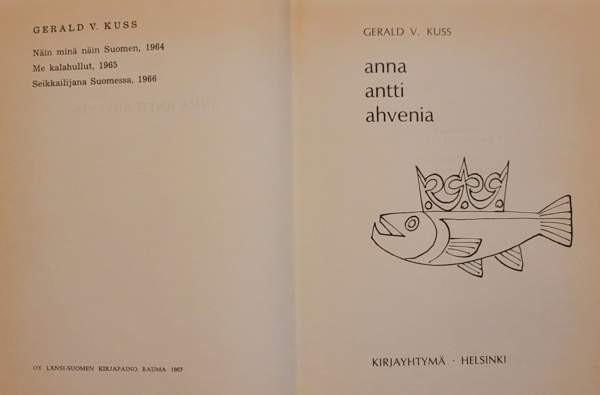 GERALD V. KUSS
Näin minä näin Suomen, 1964
Me kalahullut, 1965
Seikkailijana Suomessa, 1966
OY LÄNSI-SUOMEN KIRJAPAINO, RAUMA 1967
GERALD V. KUSS
anna
antti
ahvenia
KIRJAYHTYMÄ · HELSINKI